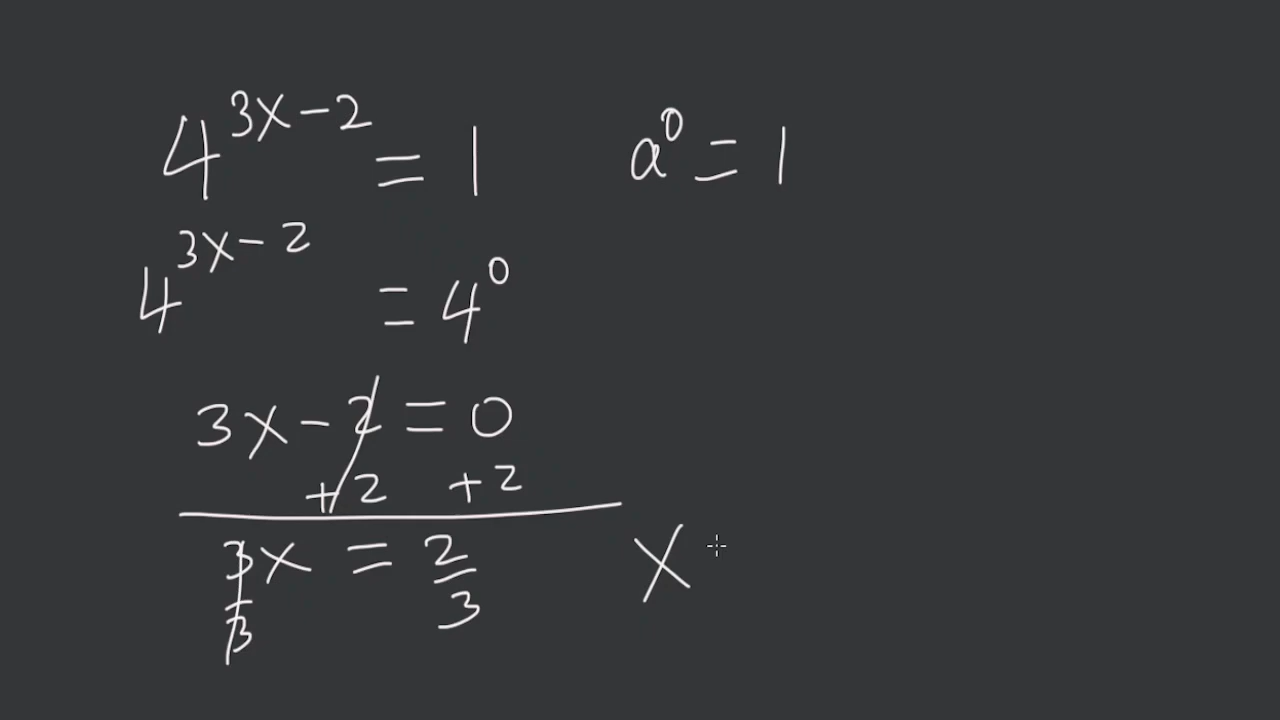 4^{3x-2} = 1    a^0 = 1
4^{3x-2} = 4^0
3x - 2 = 0
+2  +2
3x = 2    x
3    3